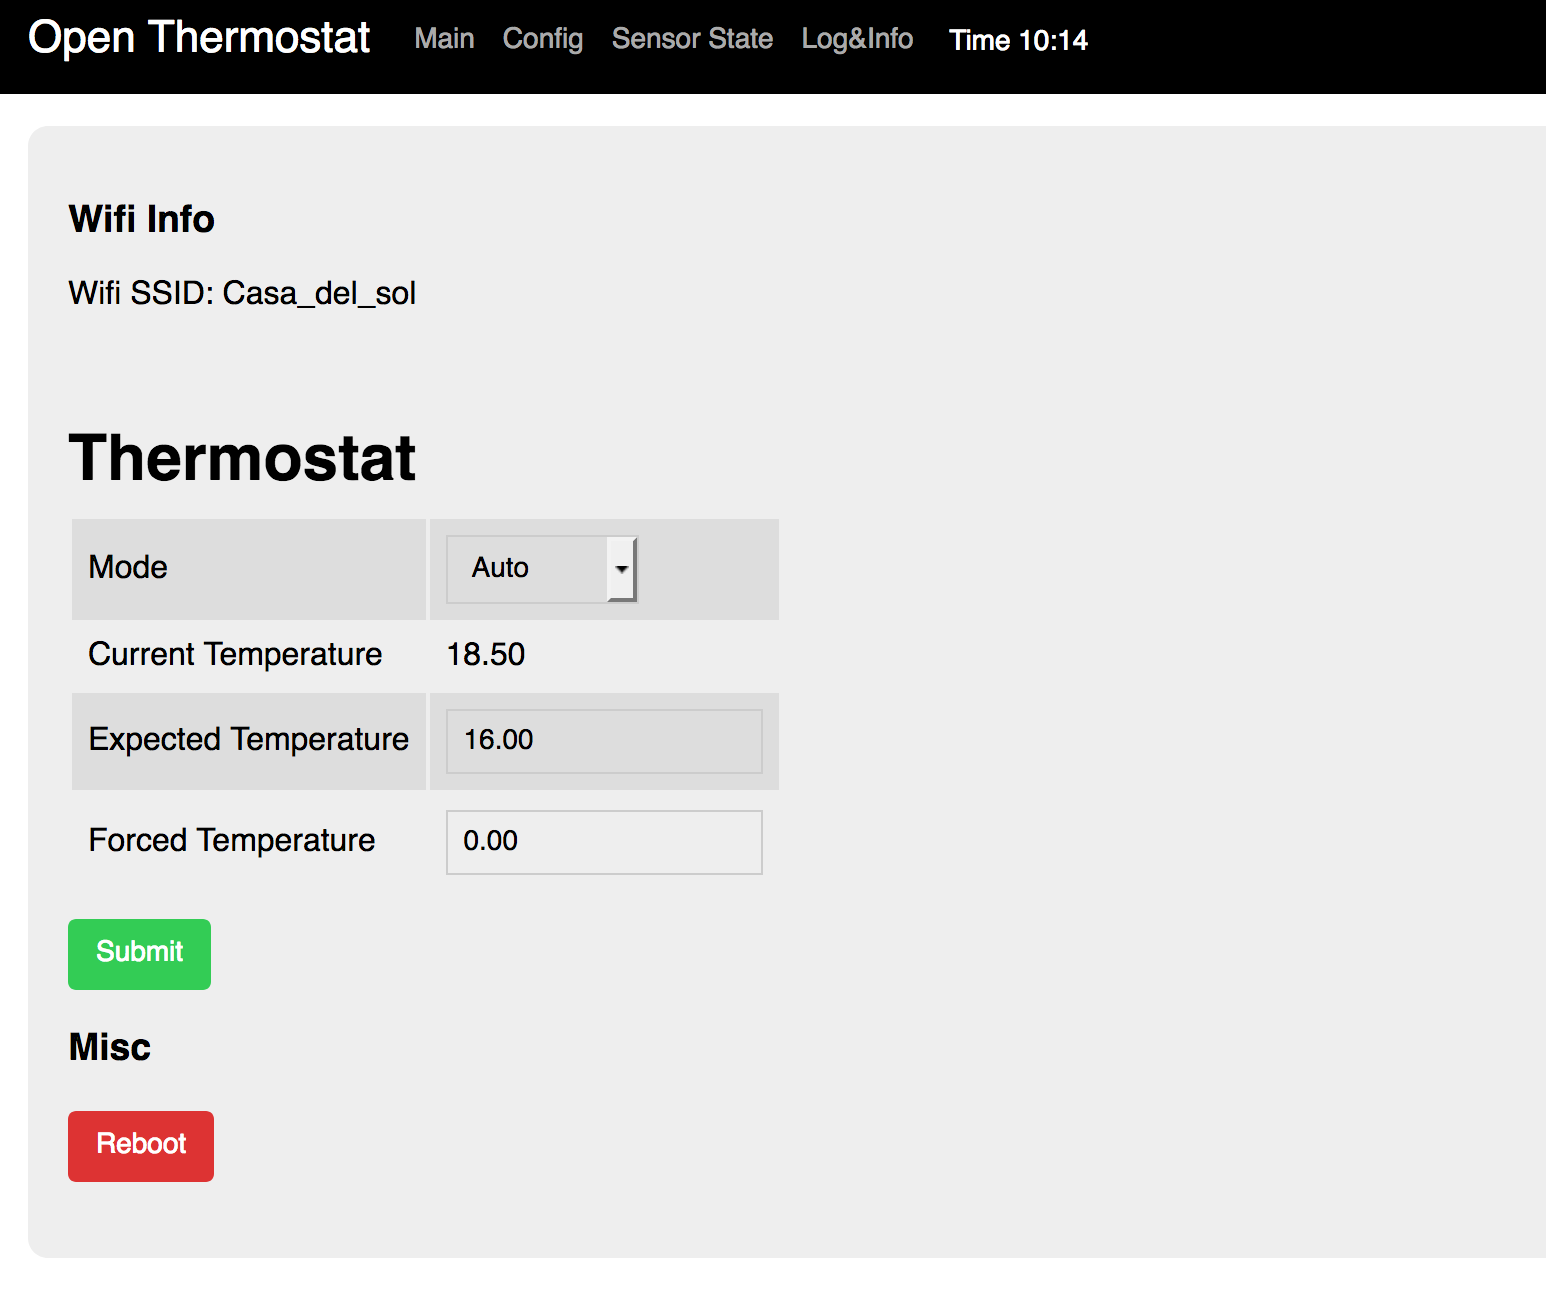 Open Thermostat Main Config Sensor State Log&Info Time 10:14
Wifi Info
Wifi SSID: Casa_del_sol
Thermostat
Mode Auto
Current Temperature 18.50
Expected Temperature 16.00
Forced Temperature 0.00
Submit
Misc
Reboot